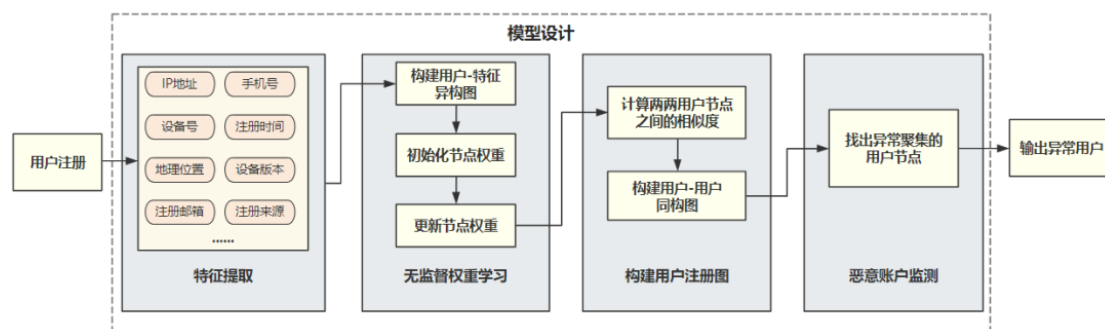 模型设计
用户注册
IP地址
手机号
设备号
注册时间
地理位置
设备版本
注册邮箱
注册来源
......
特征提取
构建用户-特征
异构图
初始化节点权重
更新节点权重
无监督权重学习
计算两两用户节点
之间的相似度
构建用户-用户
同构图
构建用户注册图
找出异常聚集的
用户节点
恶意账户监测
输出异常用户